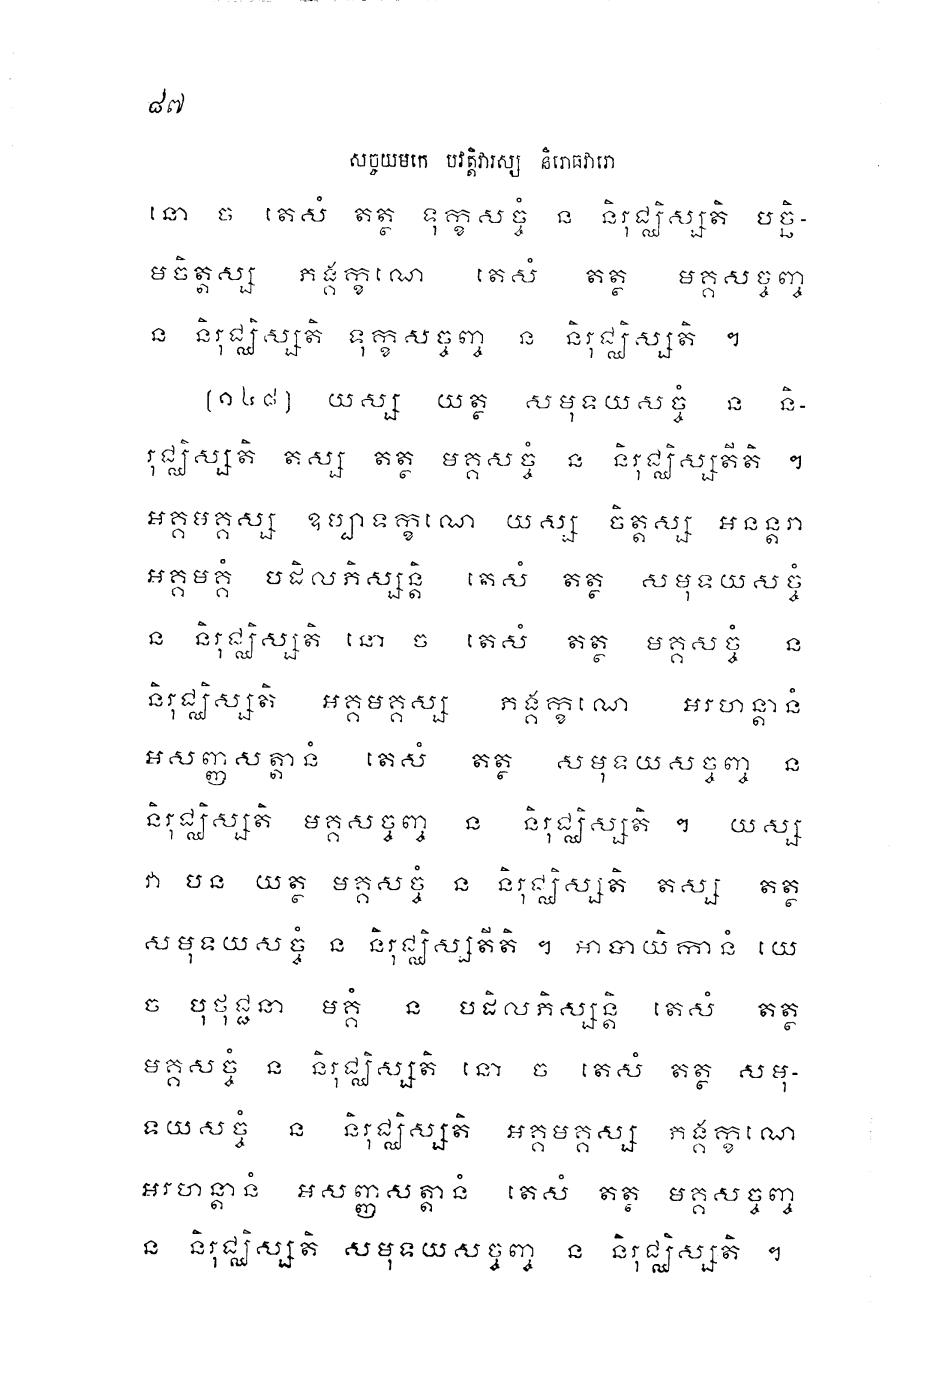 ៨៧
សច្ចយមកេ បវត្តិវារស្ស និរោធវារោ
នោ ច តេសំ តត្ថ ទុក្ខសច្ចំ ន និរុជ្ឈិស្សតិ បច្ឆិ-
មចិត្តស្ស ភង្គក្ខណេ តេសំ តត្ថ មគ្គសច្ចញ្ច
ន និរុជ្ឈិស្សតិ ទុក្ខសច្ចញ្ច ន និរុជ្ឈិស្សតិ ។
(១៤៨) យស្ស យត្ថ សមុទយសច្ចំ ន និ-
រុជ្ឈិស្សតិ តស្ស តត្ថ មគ្គសច្ចំ ន និរុជ្ឈិស្សតីតិ ។
អគ្គមគ្គស្ស ឧប្បាទក្ខណេ យស្ស ចិត្តស្ស អនន្តរា
អគ្គមគ្គំ បដិលភិស្សន្តិ តេសំ តត្ថ សមុទយសច្ចំ
ន និរុជ្ឈិស្សតិ នោ ច តេសំ តត្ថ មគ្គសច្ចំ ន
និរុជ្ឈិស្សតិ អគ្គមគ្គស្ស ភង្គក្ខណេ អរហន្តានំ
អសញ្ញសត្តានំ តេសំ តត្ថ សមុទយសច្ចញ្ច ន
និរុជ្ឈិស្សតិ មគ្គសច្ចញ្ច ន និរុជ្ឈិស្សតិ ។ យស្ស
វា បន យត្ថ មគ្គសច្ចំ ន និរុជ្ឈិស្សតិ តស្ស តត្ថ
សមុទយសច្ចំ ន និរុជ្ឈិស្សតីតិ ។ អាបាយិកានំ យេ
ច បុថុជ្ជនា មគ្គំ ន បដិលភិស្សន្តិ តេសំ តត្ថ
មគ្គសច្ចំ ន និរុជ្ឈិស្សតិ នោ ច តេសំ តត្ថ សមុ-
ទយសច្ចំ ន និរុជ្ឈិស្សតិ អគ្គមគ្គស្ស ភង្គក្ខណេ
អរហន្តានំ អសញ្ញសត្តានំ តេសំ តត្ថ មគ្គសច្ចញ្ច
ន និរុជ្ឈិស្សតិ សមុទយសច្ចញ្ច ន និរុជ្ឈិស្សតិ ។